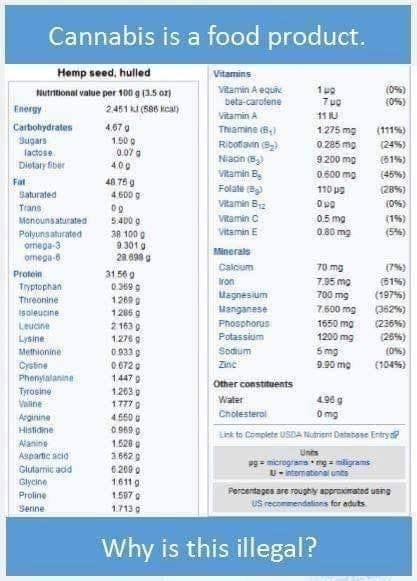 Cannabis is a food product.
Hemp seed, hulled
Nutritional value per 100 g (3.5 oz)
Energy 2,451 kJ (586 kcal)
Carbohydrates 4.67 g
Sugars 1.50 g
lactose 0.07 g
Dietary fiber 4.0 g
Fat 48.75 g
Saturated 4.600 g
Trans 0 g
Monounsaturated 5.400 g
Polyunsaturated 38.100 g
omega-3 9.301 g
omega-6 28.698 g
Protein 31.56 g
Tryptophan 0.369 g
Threonine 1.269 g
Isoleucine 1.286 g
Leucine 2.163 g
Lysine 1.276 g
Methionine 0.933 g
Cystine 0.672 g
Phenylalanine 1.447 g
Tyrosine 1.263 g
Valine 1.777 g
Arginine 4.550 g
Histidine 0.969 g
Alanine 1.528 g
Aspartic acid 3.662 g
Glutamic acid 6.269 g
Glycine 1.611 g
Proline 1.597 g
Serine 1.713 g
Vitamins
Vitamin A equiv. 1 μg (0%)
beta-carotene 7 μg (0%)
Vitamin A 11 IU
Thiamine (B1) 1.275 mg (111%)
Riboflavin (B2) 0.285 mg (24%)
Niacin (B3) 9.200 mg (61%)
Vitamin B6 0.600 mg (46%)
Folate (B9) 110 μg (28%)
Vitamin B12 0 μg (0%)
Vitamin C 0.5 mg (1%)
Vitamin E 0.80 mg (5%)
Minerals
Calcium 70 mg (7%)
Iron 7.95 mg (61%)
Magnesium 700 mg (197%)
Manganese 7.600 mg (362%)
Phosphorus 1650 mg (236%)
Potassium 1200 mg (26%)
Sodium 5 mg (0%)
Zinc 9.90 mg (104%)
Other constituents
Water 4.96 g
Cholesterol 0 mg
Link to Complete USDA Nutrient Database Entry
Units
μg = micrograms • mg = milligrams
IU = International units
Percentages are roughly approximated using
US recommendations for adults.
Why is this illegal?